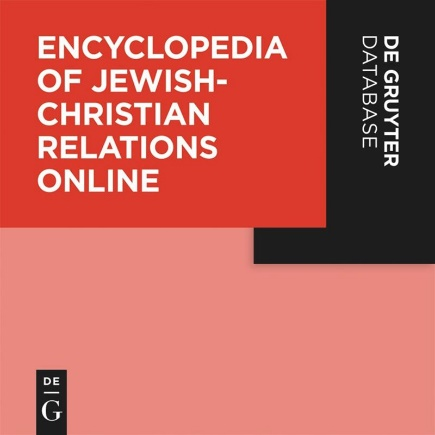 ENCYCLOPEDIA
OF JEWISH-
CHRISTIAN
RELATIONS
ONLINE
DE GRUYTER
DATABASE
DE
G